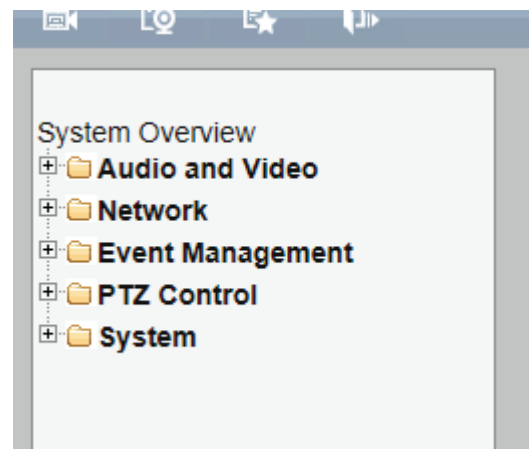 System Overview
Audio and Video
Network
Event Management
PTZ Control
System